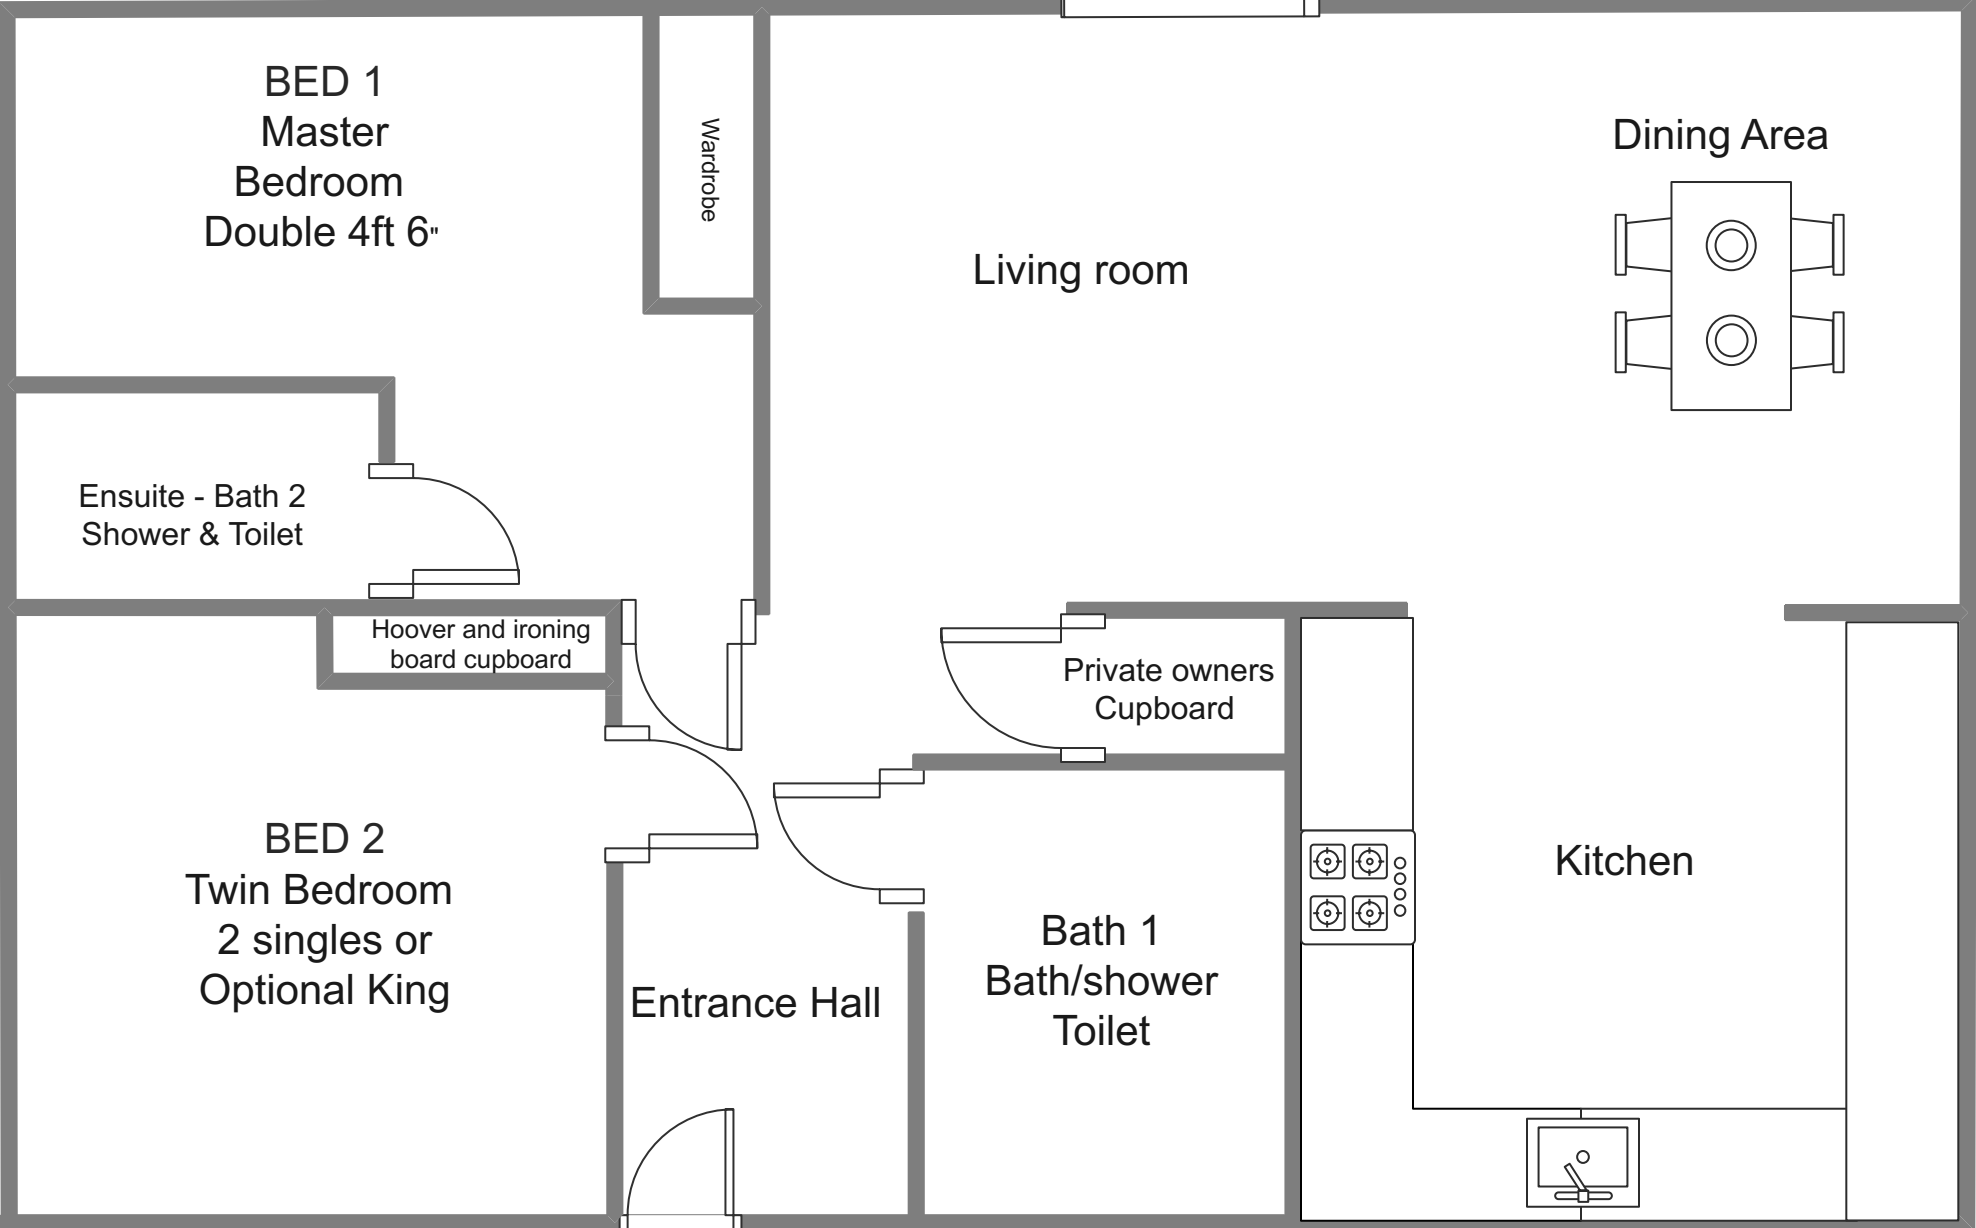 BED 1
Master
Bedroom
Double 4ft 6"
Wardrobe
Living room
Dining Area
Ensuite - Bath 2
Shower & Toilet
Hoover and ironing
board cupboard
Private owners
Cupboard
BED 2
Twin Bedroom
2 singles or
Optional King
Entrance Hall
Bath 1
Bath/shower
Toilet
Kitchen